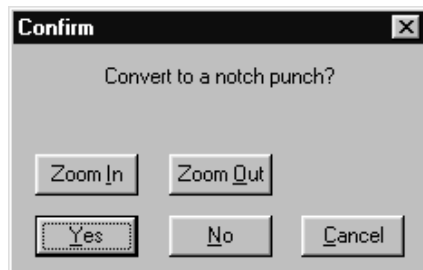 Confirm
Convert to a notch punch?
Zoom In Zoom Out
Yes No Cancel